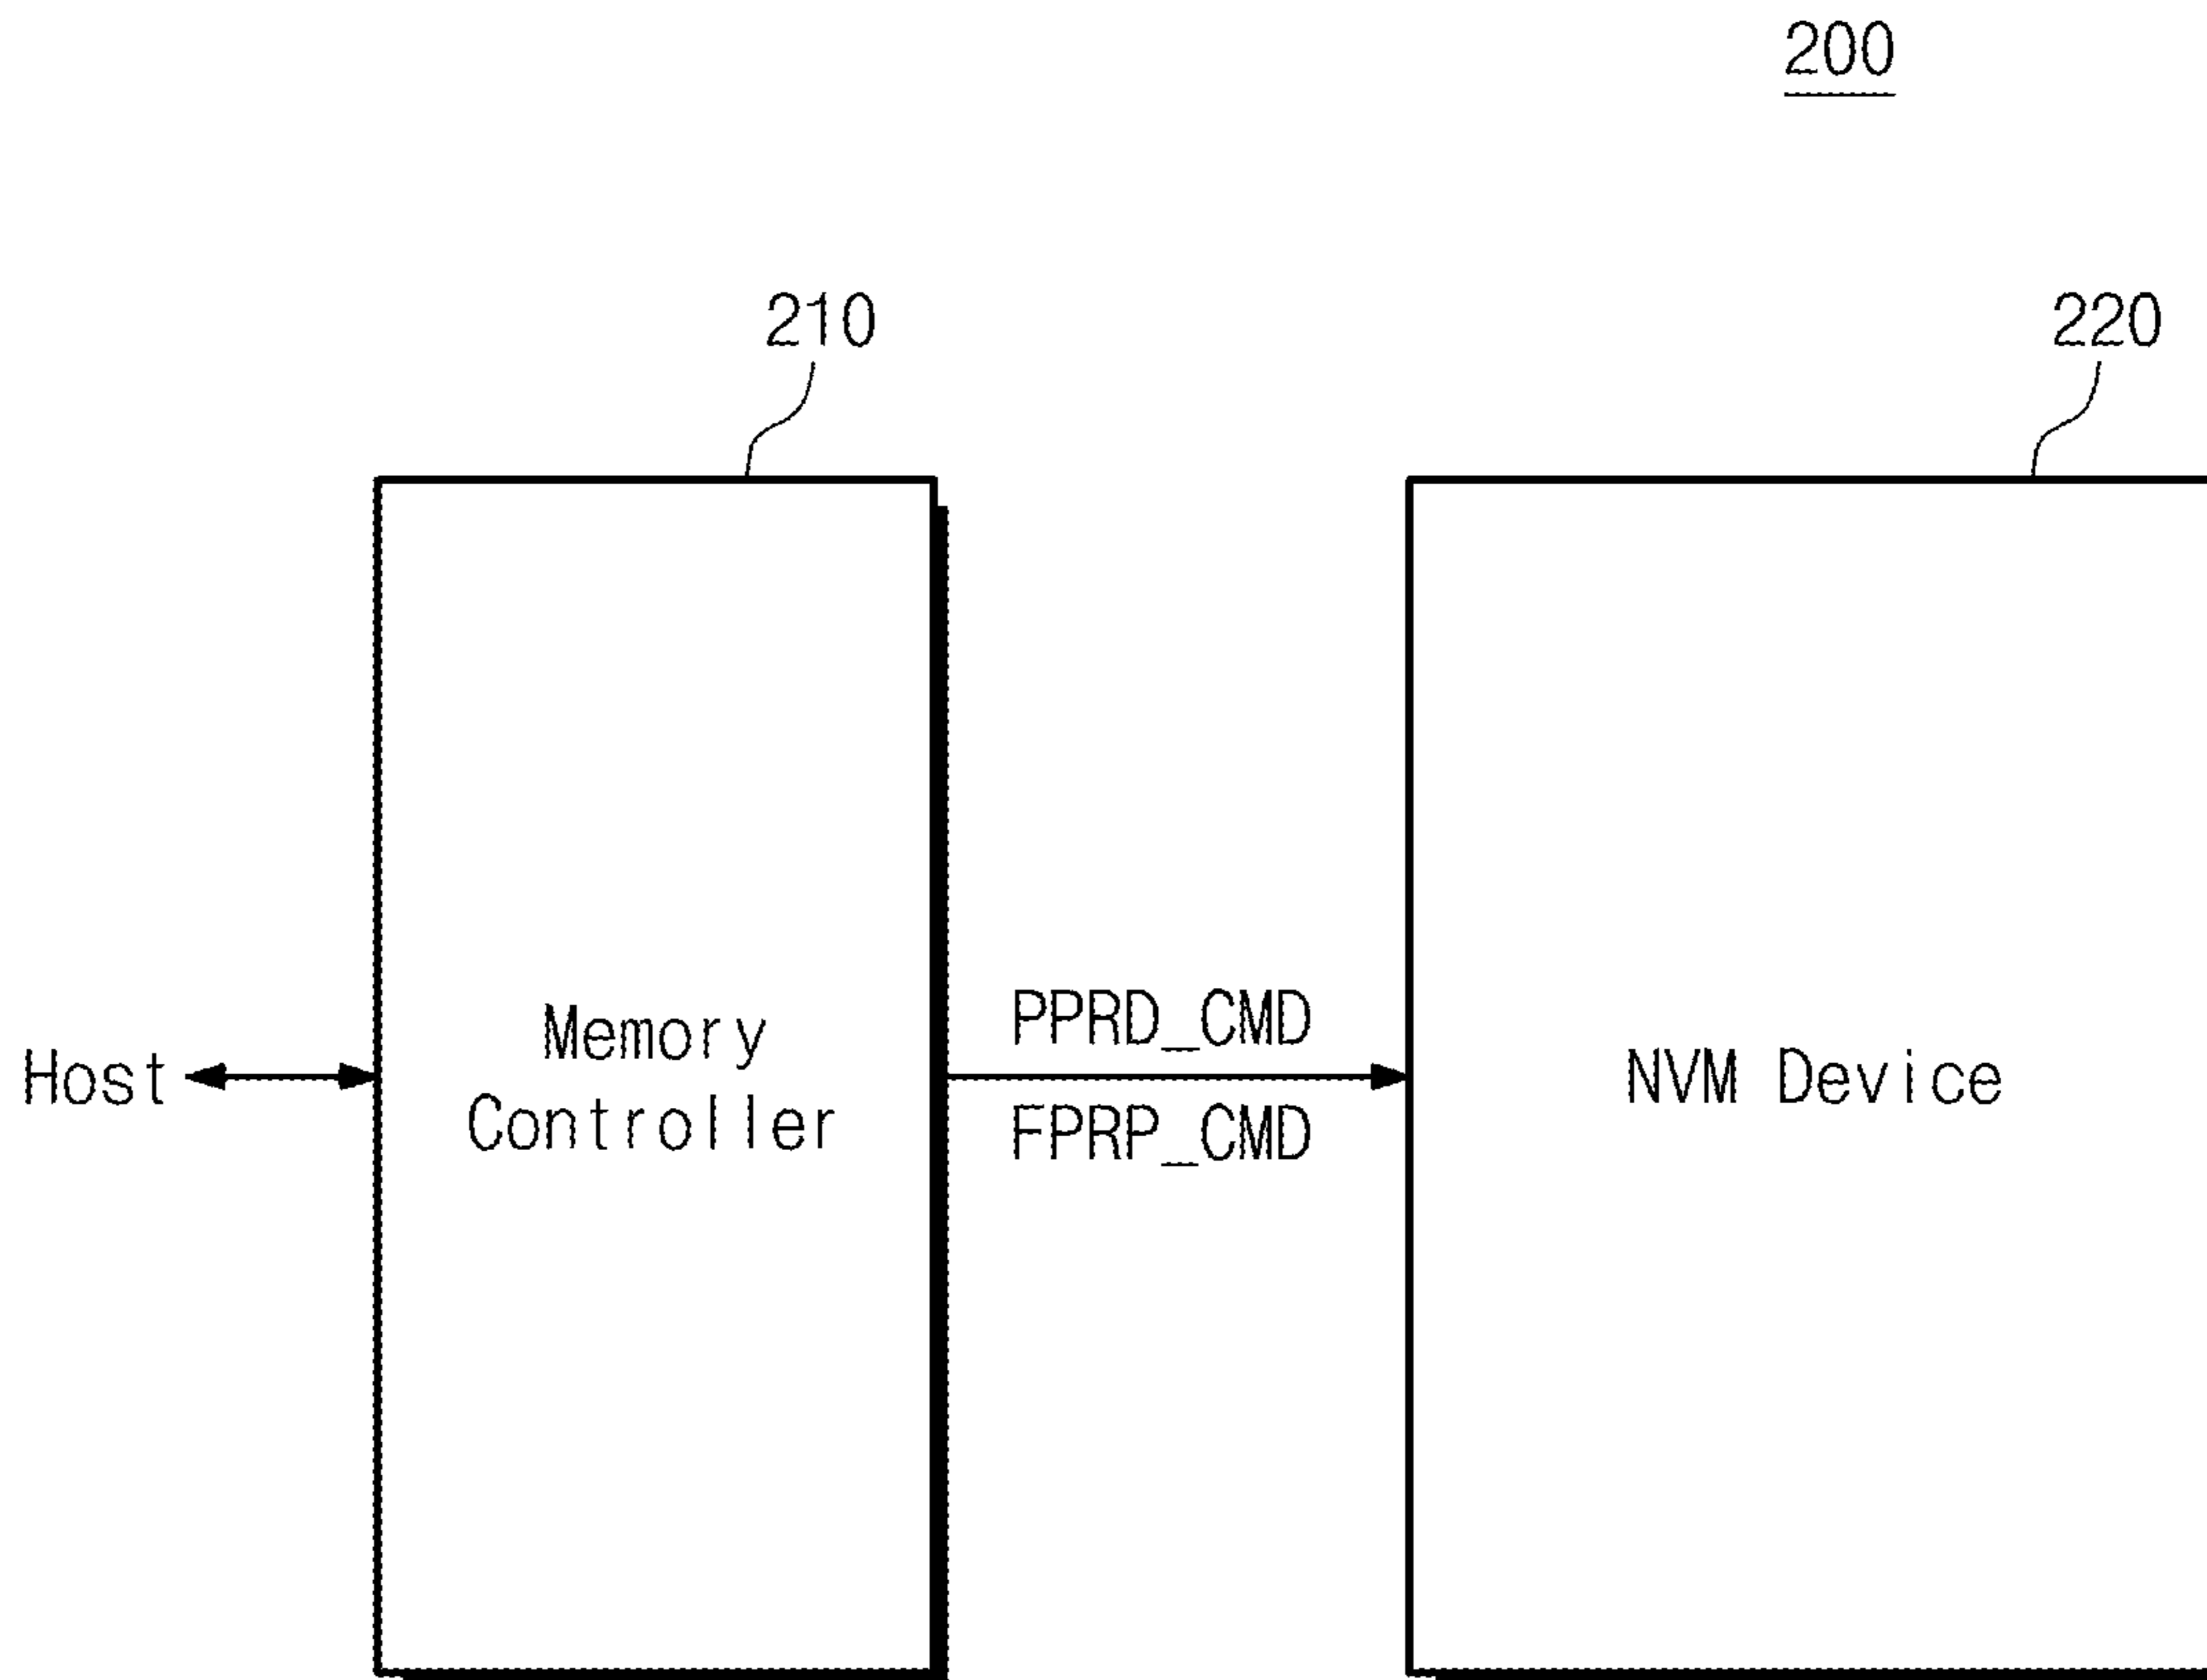 200
210
220
Host
Memory
Controller
PPRD_CMD
FPRP_CMD
NVM Device